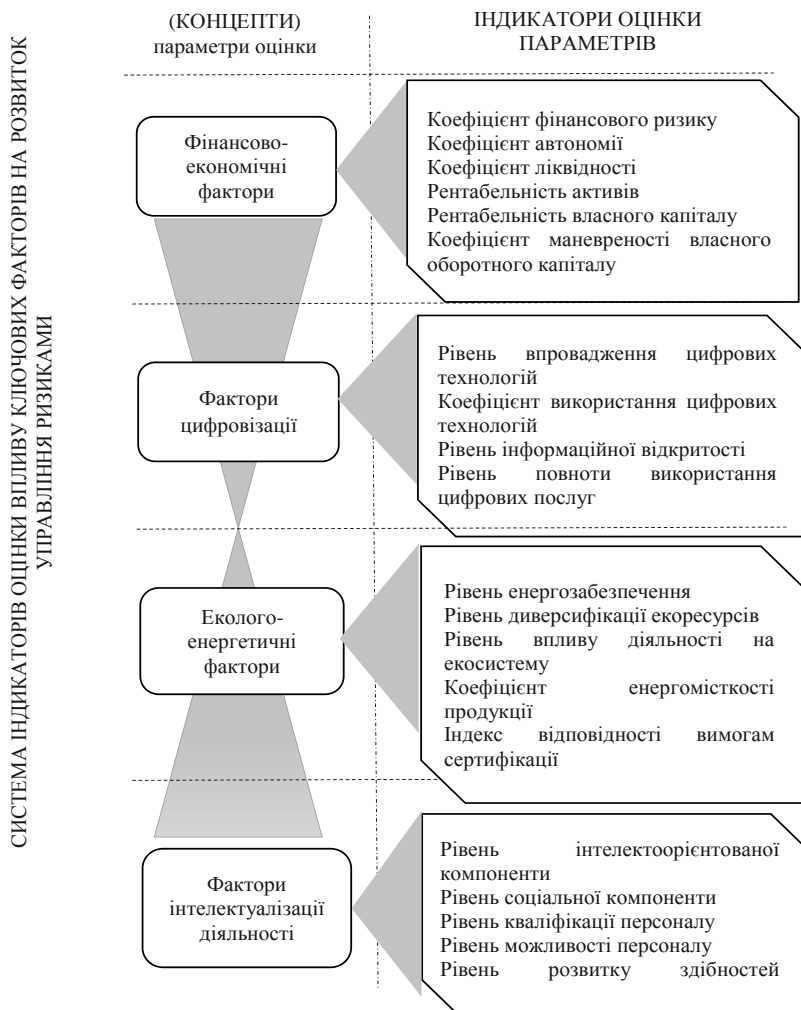 СИСТЕМА ІНДИКАТОРІВ ОЦІНКИ ВПЛИВУ КЛЮЧОВИХ ФАКТОРІВ НА РОЗВИТОК
УПРАВЛІННЯ РИЗИКАМИ
(КОНЦЕПТИ)
параметри оцінки
ІНДИКАТОРИ ОЦІНКИ
ПАРАМЕТРІВ
Фінансово-
економічні
фактори
Коефіцієнт фінансового ризику
Коефіцієнт автономії
Коефіцієнт ліквідності
Рентабельність активів
Рентабельність власного капіталу
Коефіцієнт маневреності власного
оборотного капіталу
Фактори
цифровізації
Рівень впровадження цифрових
технологій
Коефіцієнт використання цифрових
технологій
Рівень інформаційної відкритості
Рівень повноти використання
цифрових послуг
Еколого-
енергетичні
фактори
Рівень енергозабезпечення
Рівень диверсифікації екоресурсів
Рівень впливу діяльності на
екосистему
Коефіцієнт енергомісткості
продукції
Індекс відповідності вимогам
сертифікації
Фактори
інтелектуалізації
діяльності
Рівень інтелектоорієнтованої
компоненти
Рівень соціальної компоненти
Рівень кваліфікації персоналу
Рівень можливості персоналу
Рівень розвитку здібностей